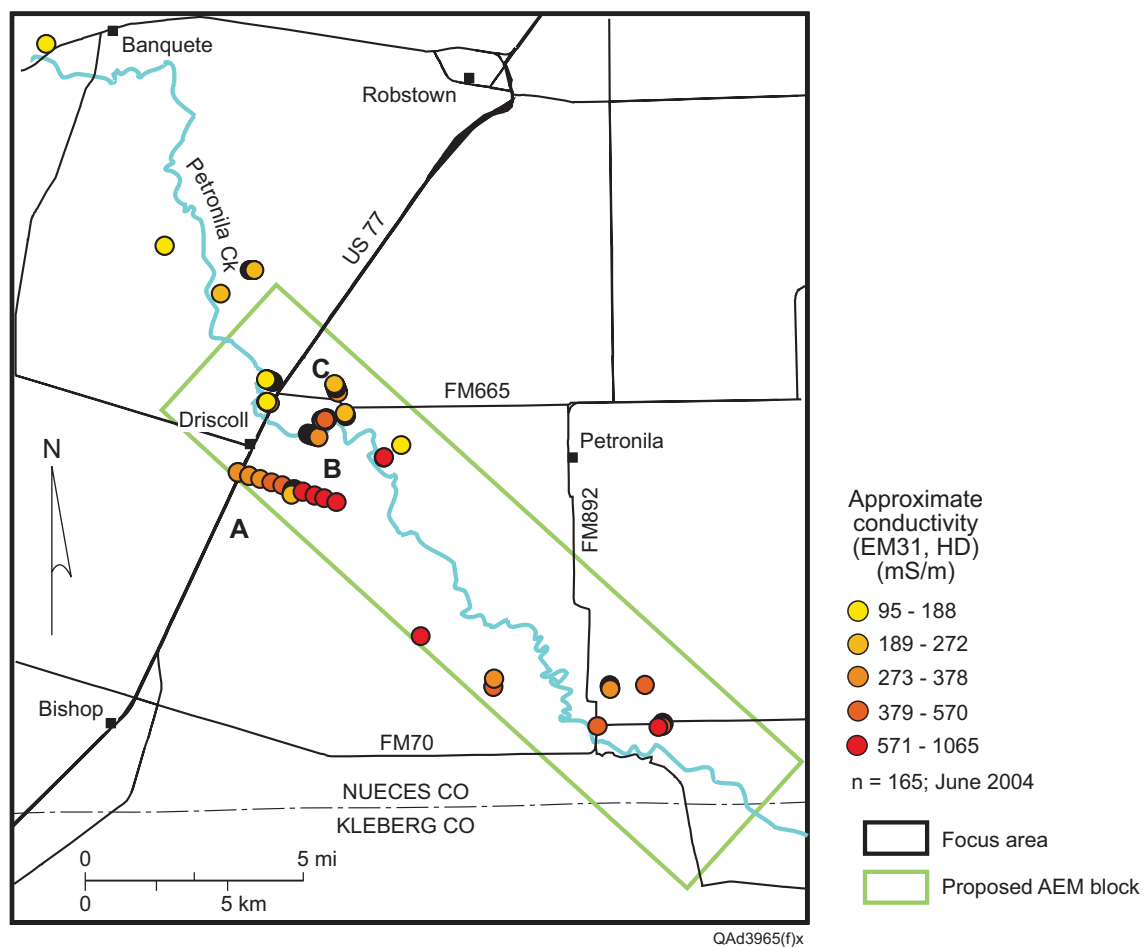 Banquete
Robstown
Petronila Ck
US 77
C
FM665
Driscoll
Petronila
B
A
N
FM892
Bishop
FM70
NUECES CO
KLEBERG CO
0 5 mi
0 5 km
Approximate
conductivity
(EM31, HD)
(mS/m)
95 - 188
189 - 272
273 - 378
379 - 570
571 - 1065
n = 165; June 2004
Focus area
Proposed AEM block
QAd3965(f)x